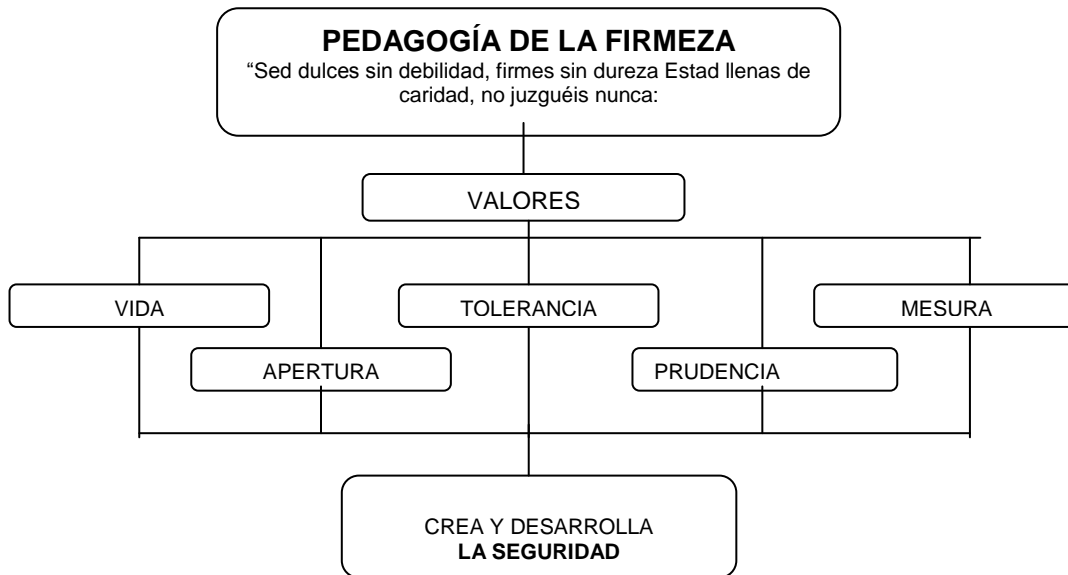 PEDAGOGÍA DE LA FIRMEZA
“Sed dulces sin debilidad, firmes sin dureza Estad llenas de
caridad, no juzguéis nunca:
VALORES
VIDA
TOLERANCIA
MESURA
APERTURA
PRUDENCIA
CREA Y DESARROLLA
LA SEGURIDAD